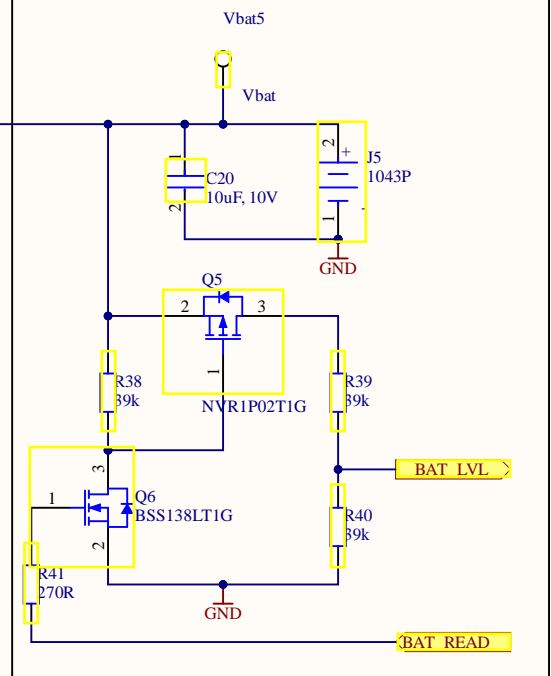 Vbat5
Vbat
1
2
C20
10uF, 10V
2
+
J5
1043P
1
-
GND
Q5
2
3
1
NVR1P02T1G
R38
39k
R39
39k
BAT_LVL
3
1
Q6
BSS138LT1G
2
R40
39k
R41
270R
GND
BAT_READ